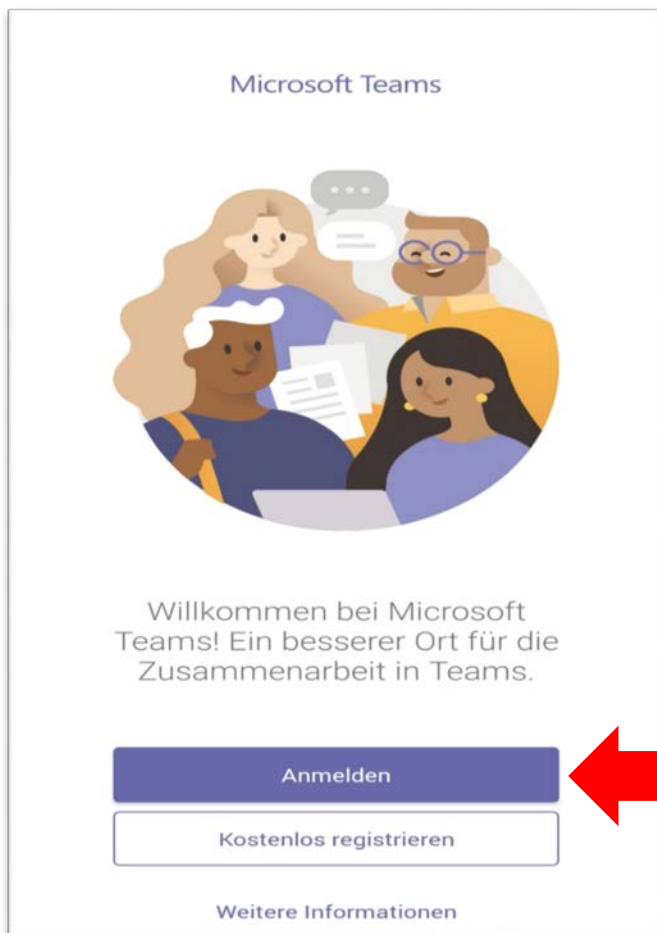 Microsoft Teams
Willkommen bei Microsoft
Teams! Ein besserer Ort für die
Zusammenarbeit in Teams.
Anmelden
Kostenlos registrieren
Weitere Informationen